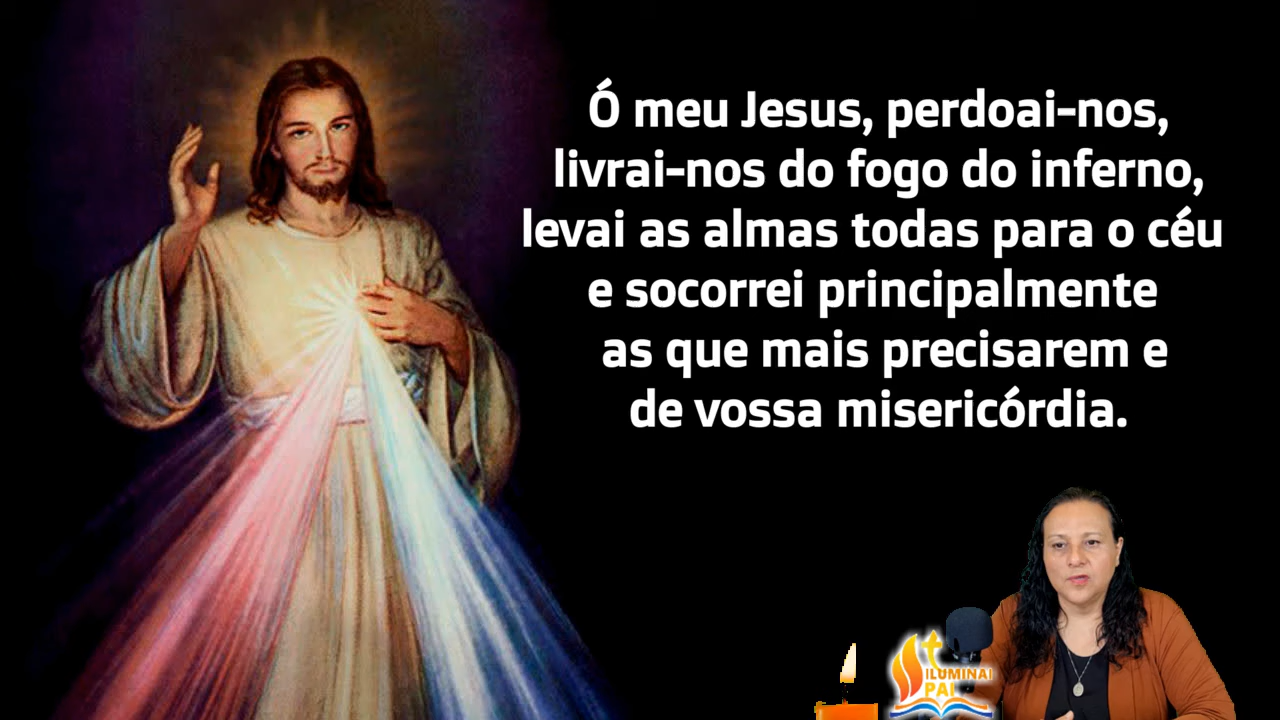 Ó meu Jesus, perdoai-nos,
livrai-nos do fogo do inferno,
levai as almas todas para o céu
e socorrei principalmente
as que mais precisarem e
de vossa misericórdia.
ILUMINAI
PAI